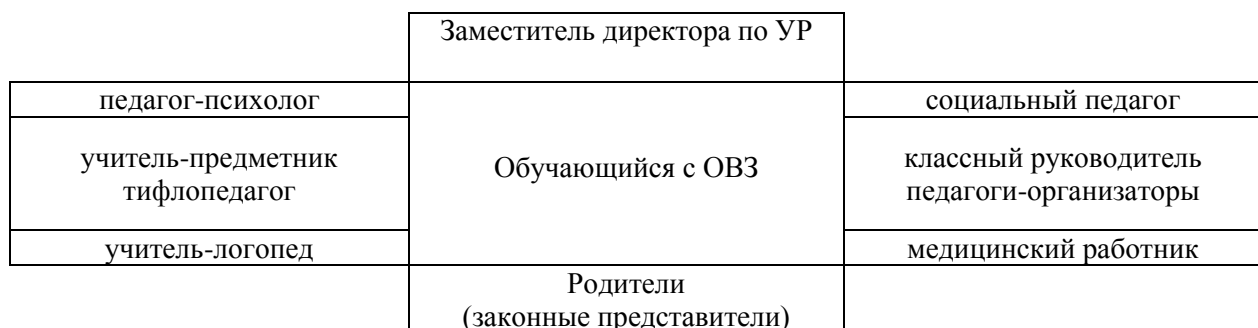 Заместитель директора по УР
педагог-психолог
социальный педагог
учитель-предметник
тифлопедагог
Обучающийся с ОВЗ
классный руководитель
педагоги-организаторы
учитель-логопед
медицинский работник
Родители
(законные представители)